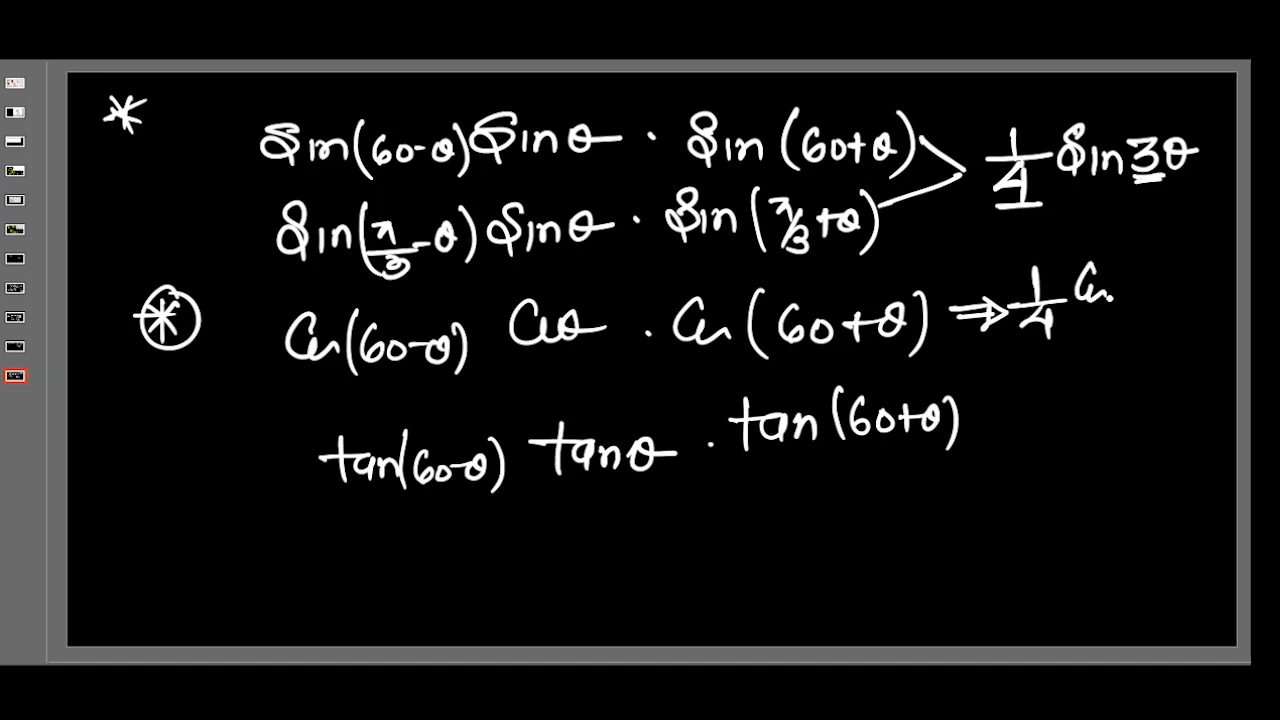 * Sin(60-θ) Sinθ · Sin(60+θ) 1/4 Sin3θ
Sin(π/3-θ) Sinθ · Sin(π/3+θ)
* Cos(60-θ) Cosθ · Cos(60+θ) ⇒ 1/4 Cos
tan(60-θ) tanθ · tan(60+θ)